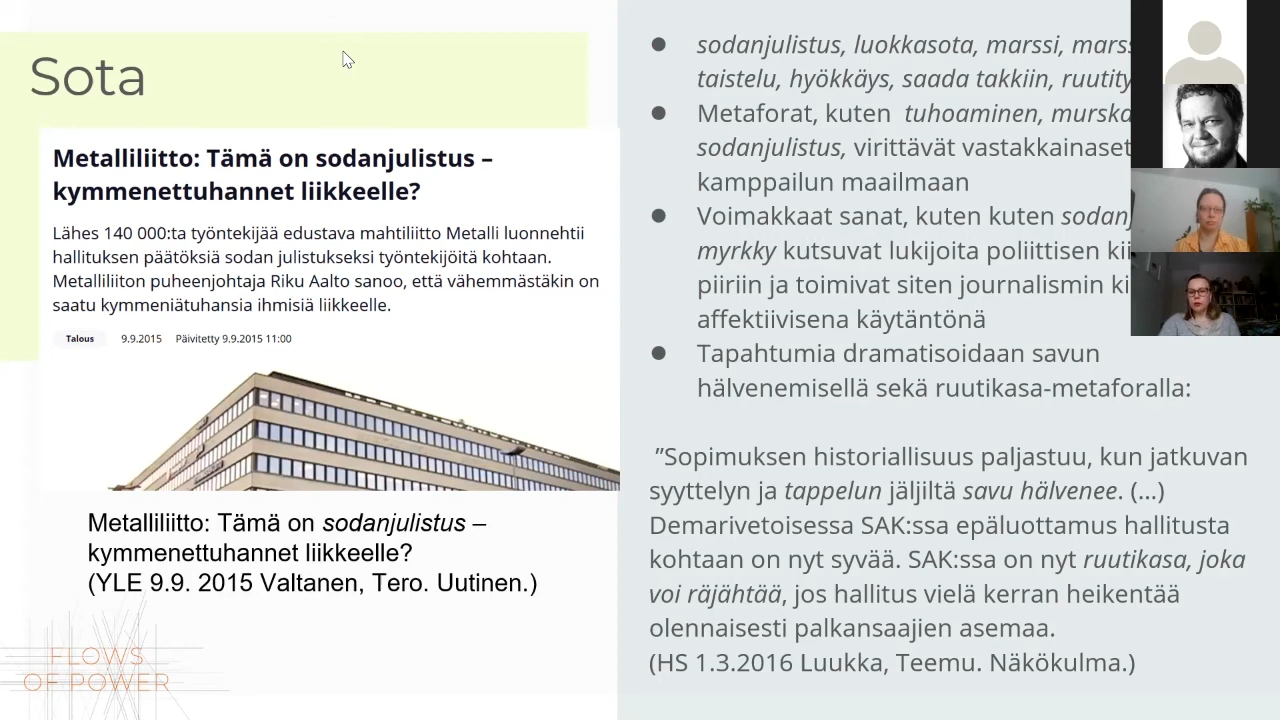 Sota
Metalliliitto: Tämä on sodanjulistus –
kymmenettuhannet liikkeelle?
Lähes 140 000:ta työntekijää edustava mahtiliitto Metalli luonnehtii
hallituksen päätöksiä sodan julistukseksi työntekijöitä kohtaan.
Metalliliiton puheenjohtaja Riku Aalto sanoo, että vähemmästäkin on
saatu kymmeniätuhansia ihmisiä liikkeelle.
Talous 9.9.2015 Päivitetty 9.9.2015 11:00
Metalliliitto: Tämä on sodanjulistus –
kymmenettuhannet liikkeelle?
(YLE 9.9. 2015 Valtanen, Tero. Uutinen.)
FLOWS
OF POWER
● sodanjulistus, luokkasota, marssi,
taistelu, hyökkäys, saada takkiin,
● Metaforat, kuten tuhoaminen,
sodanjulistus, virittävät
kamppailun maailmaan
● Voimakkaat sanat, kuten kuten
myrkky kutsuvat lukijoita poliittisen
piiriin ja toimivat siten journalismin
affektiivisena käytäntönä
● Tapahtumia dramatisoidaan savun
hälvenemisellä sekä ruutikasa-metaforalla:
”Sopimuksen historiallisuus paljastuu, kun jatkuvan
syyttelyn ja tappelun jäljiltä savu hälvenee. (…)
Demarivetoisessa SAK:ssa epäluottamus hallitusta
kohtaan on nyt syvää. SAK:ssa on nyt ruutikasa, joka
voi räjähtää, jos hallitus vielä kerran heikentää
olennaisesti palkansaajien asemaa.
(HS 1.3.2016 Luukka, Teemu. Näkökulma.)